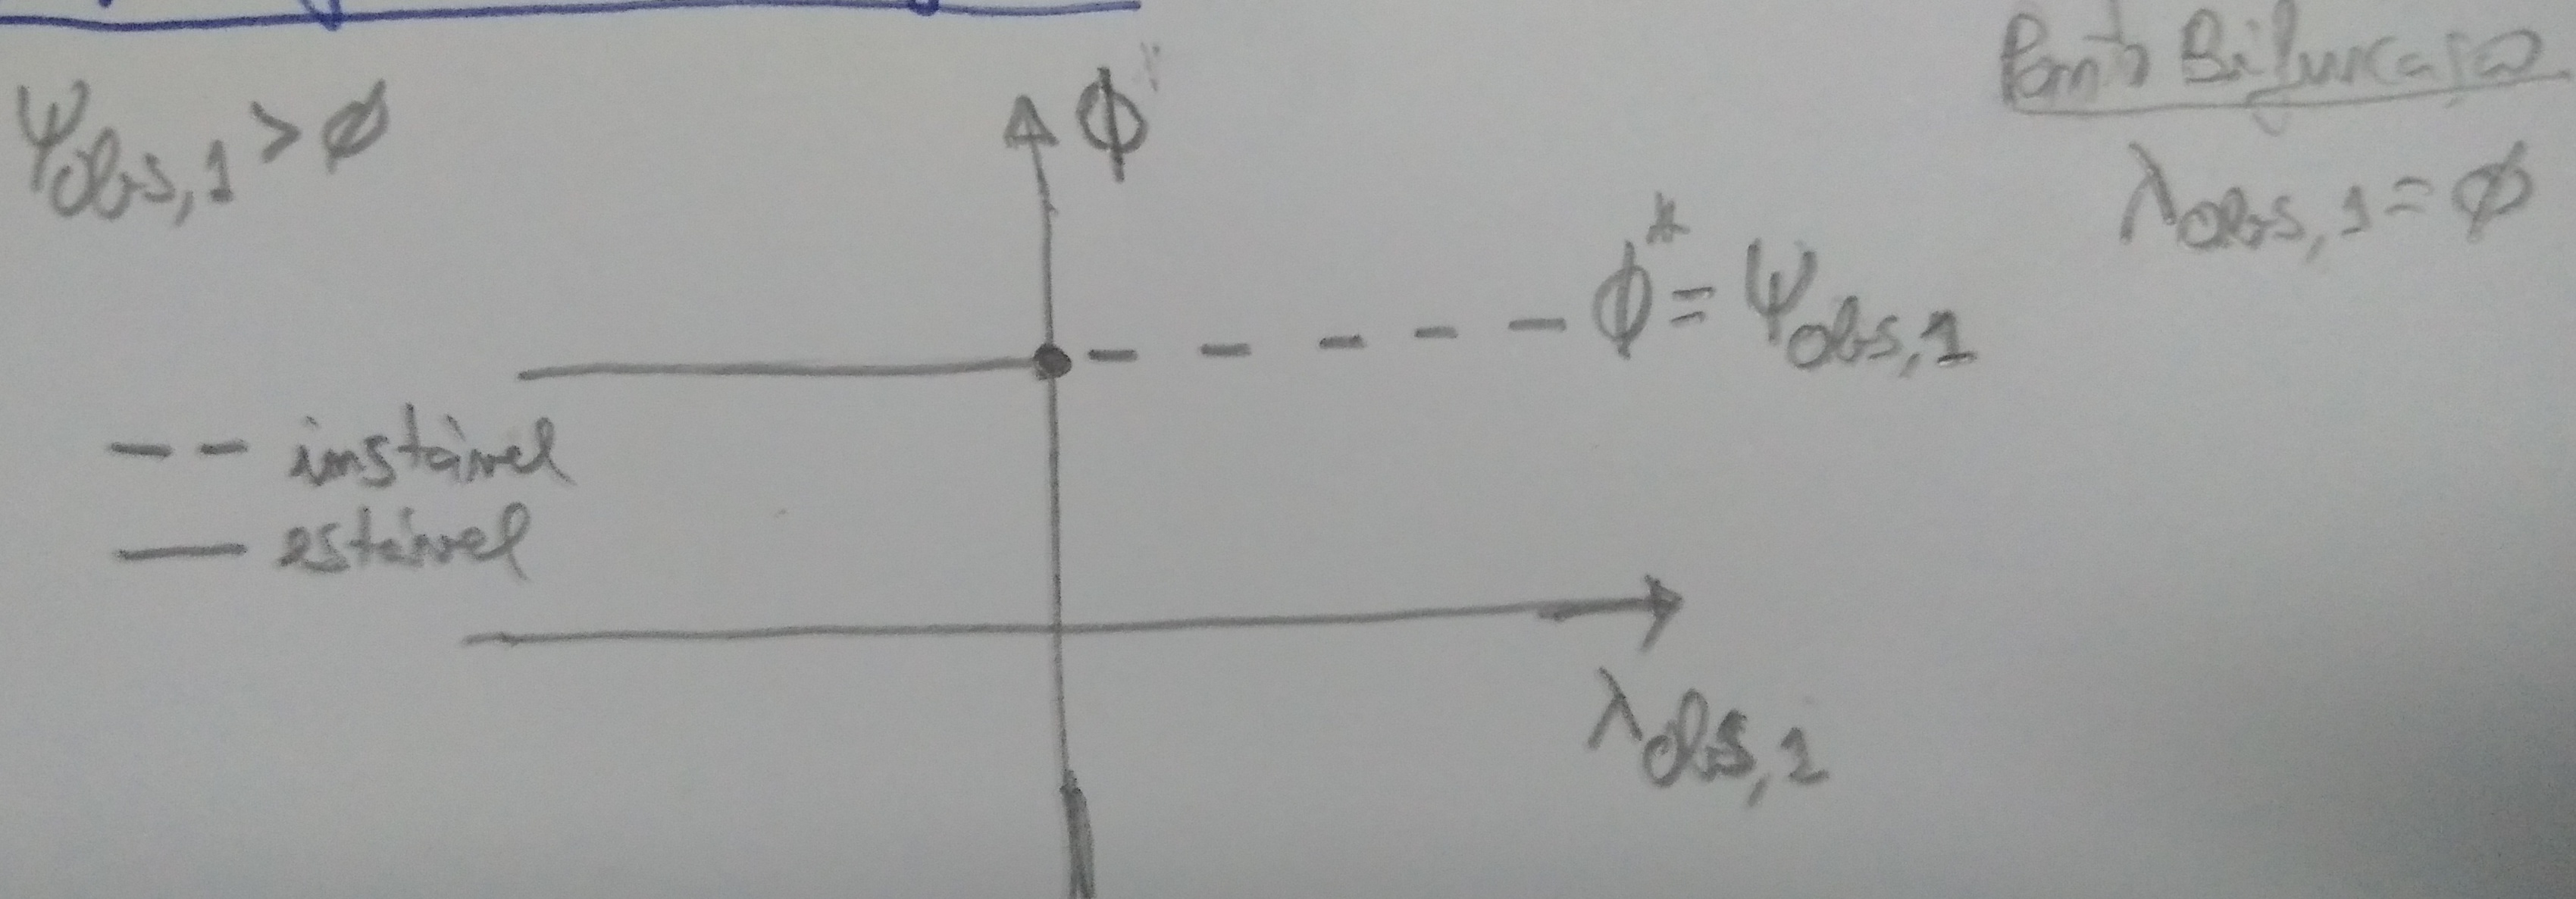 Ψobs,1 > ∅
ϕ
Ponto Bifurcação
λobs,1 = ∅
ϕ* = Ψobs,1
-- instável
— estável
λobs,1